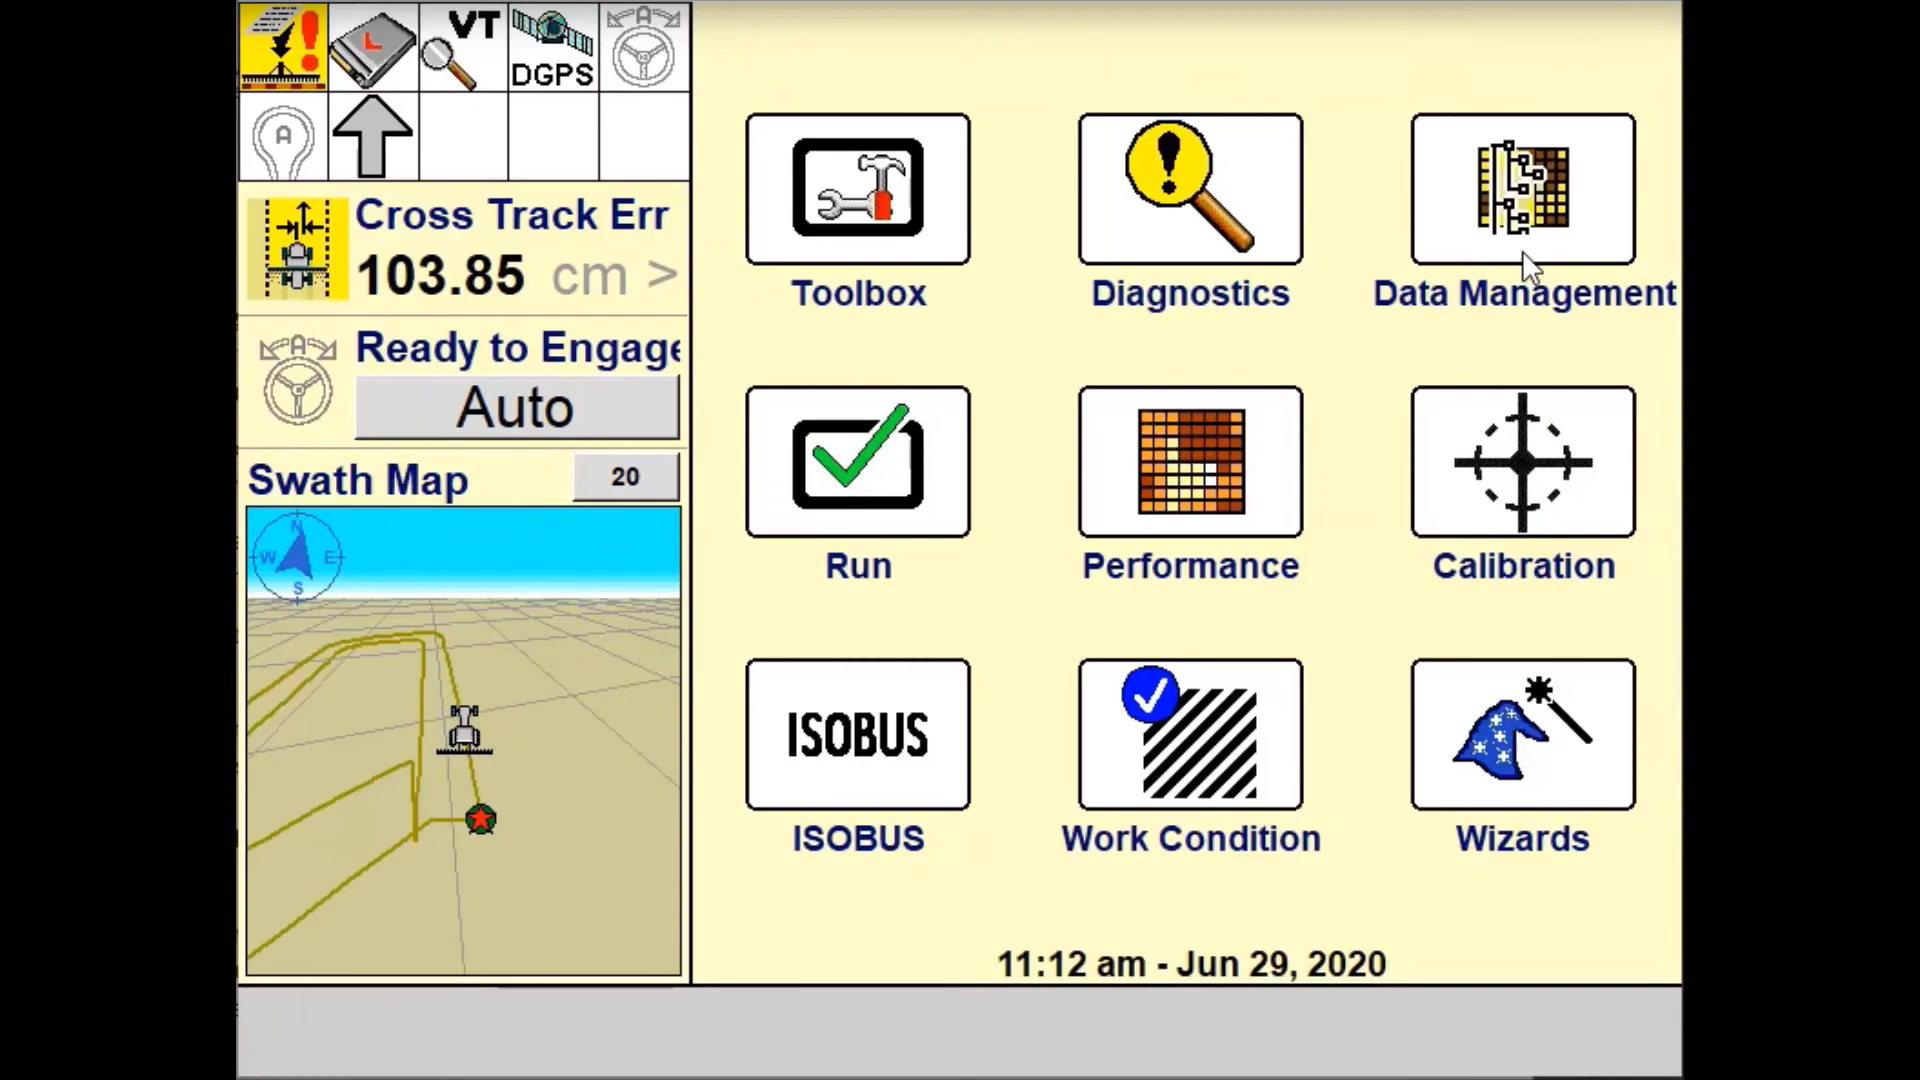 VT
DGPS
A
A
L
Cross Track Err
103.85 cm >
A
Ready to Engage
Auto
Swath Map 20
N
W E
S
Toolbox
Diagnostics
Data Management
Run
Performance
Calibration
ISOBUS
ISOBUS
Work Condition
Wizards
11:12 am - Jun 29, 2020